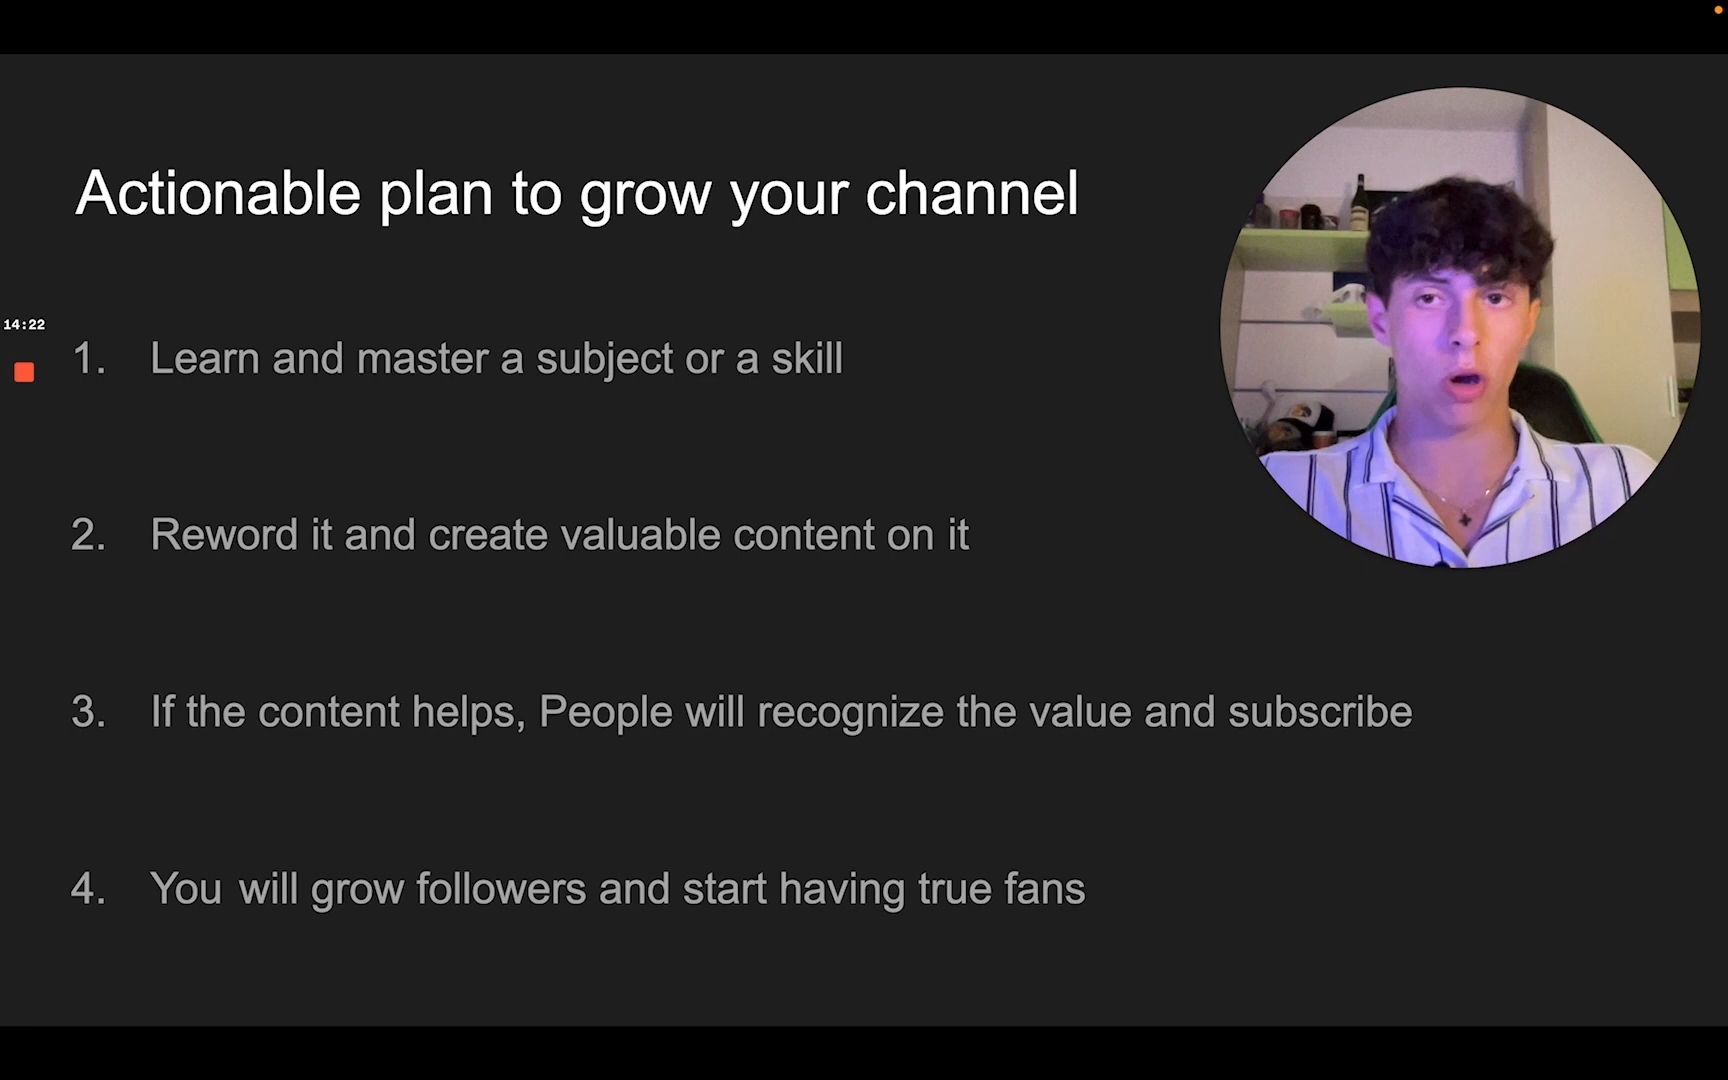 Actionable plan to grow your channel
14:22
1. Learn and master a subject or a skill
2. Reword it and create valuable content on it
3. If the content helps, People will recognize the value and subscribe
4. You will grow followers and start having true fans